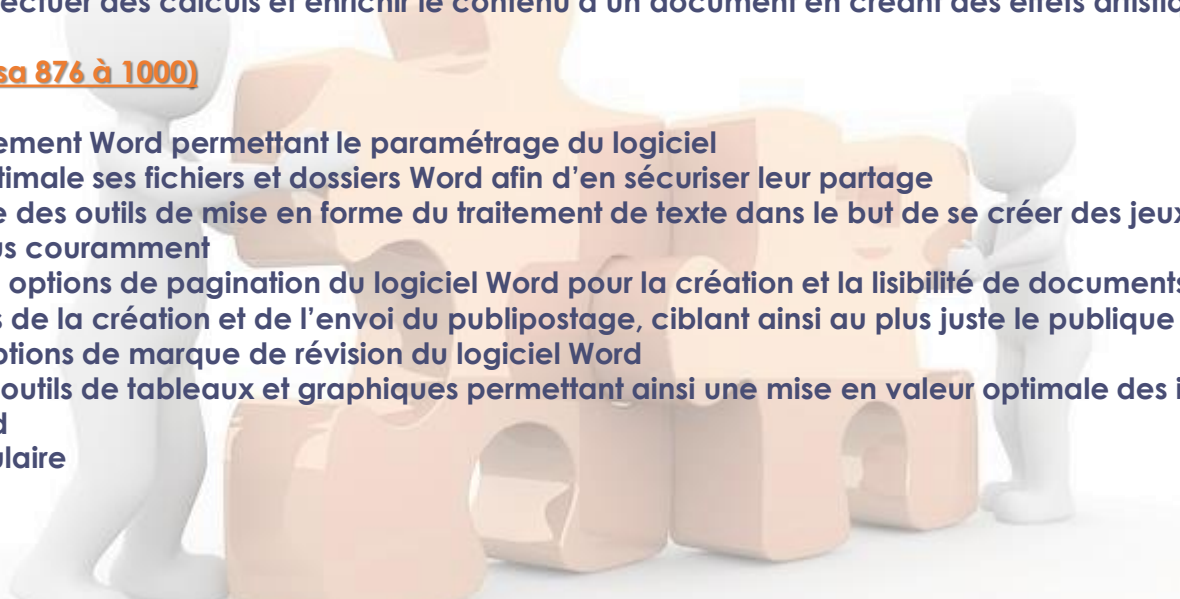 ectuer des calculs et enrichir le contenu d'un document en créant des effets artistic
sa 876 à 1000)
ement Word permettant le paramétrage du logiciel
timale ses fichiers et dossiers Word afin d'en sécuriser leur partage
e des outils de mise en forme du traitement de texte dans le but de se créer des jeux
us couramment
options de pagination du logiciel Word pour la création et la lisibilité de documents
s de la création et de l'envoi du publipostage, ciblant ainsi au plus juste le publique
ptions de marque de révision du logiciel Word
outils de tableaux et graphiques permettant ainsi une mise en valeur optimale des i
d
ulaire